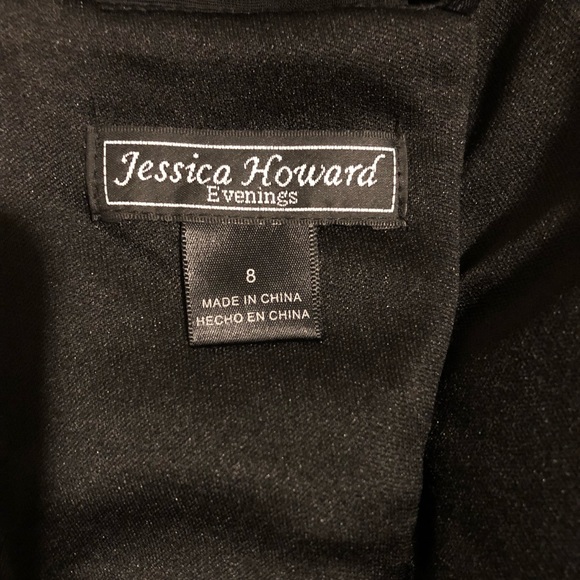 Jessica Howard
Evenings
8
MADE IN CHINA
HECHO EN CHINA